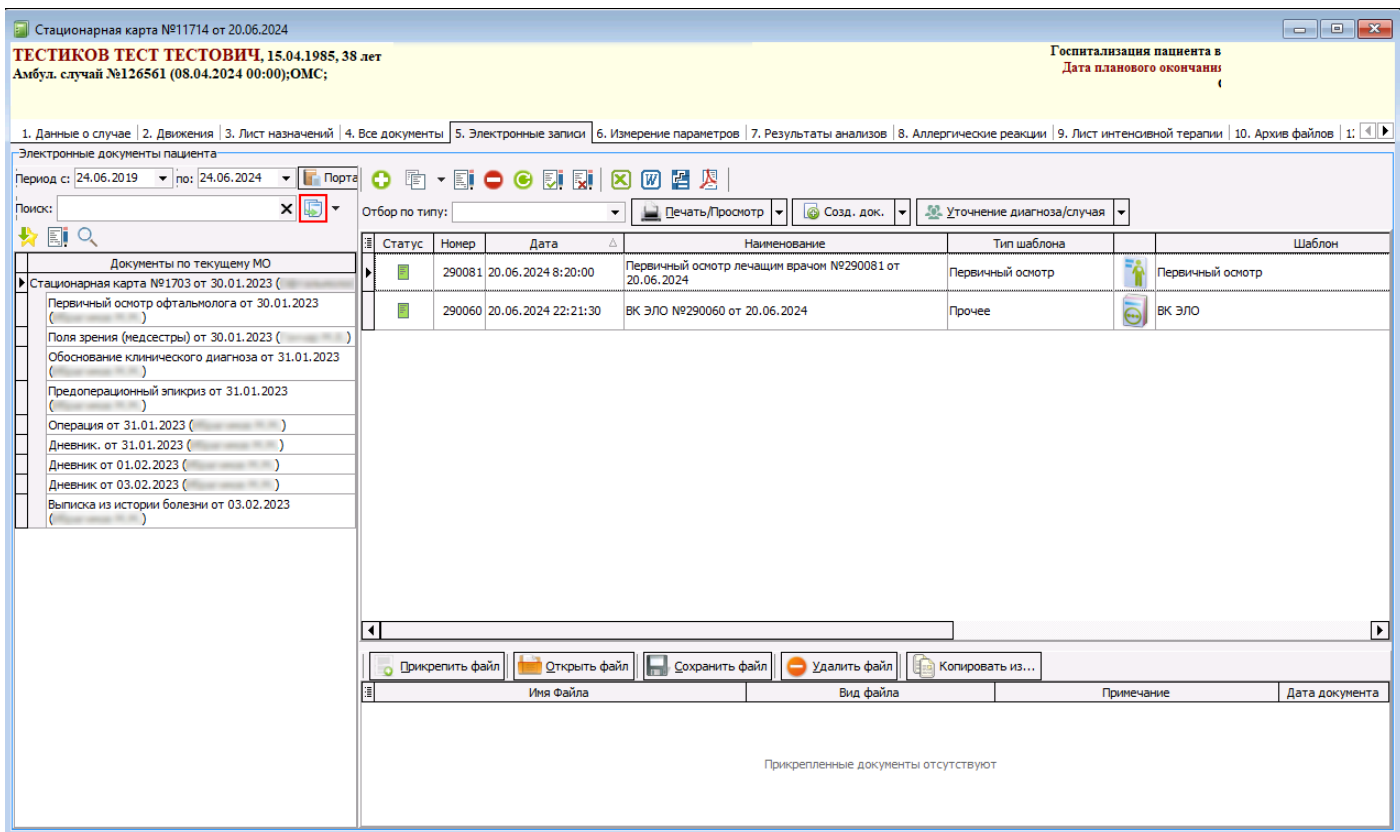 Стационарная карта №11714 от 20.06.2024
ТЕСТИКОВ ТЕСТ ТЕСТОВИЧ, 15.04.1985, 38 лет
Госпитализация пациента в
Амбул. случай №126561 (08.04.2024 00:00);ОМС;
Дата планового окончания
1. Данные о случае 2. Движения 3. Лист назначений 4. Все документы 5. Электронные записи 6. Измерение параметров 7. Результаты анализов 8. Аллергические реакции 9. Лист интенсивной терапии 10. Архив файлов 1
Электронные документы пациента
Период с: 24.06.2019 по: 24.06.2024 Порта
Поиск:
Отбор по типу: Печать/Просмотр Созд. док. Уточнение диагноза/случая
Документы по текущему МО
Стационарная карта №1703 от 30.01.2023 (
Первичный осмотр офтальмолога от 30.01.2023
( )
Поля зрения (медсестры) от 30.01.2023 ( )
Обоснование клинического диагноза от 31.01.2023
( )
Предоперационный эпикриз от 31.01.2023
( )
Операция от 31.01.2023 ( )
Дневник. от 31.01.2023 ( )
Дневник от 01.02.2023 ( )
Дневник от 03.02.2023 ( )
Выписка из истории болезни от 03.02.2023
( )
Статус Номер Дата Наименование Тип шаблона Шаблон
290081 20.06.2024 8:20:00 Первичный осмотр лечащим врачом №290081 от Первичный осмотр Первичный осмотр
20.06.2024
290060 20.06.2024 22:21:30 ВК ЭЛО №290060 от 20.06.2024 Прочее ВК ЭЛО
Прикрепить файл Открыть файл Сохранить файл Удалить файл Копировать из...
Имя Файла Вид файла Примечание Дата документа
Прикрепленные документы отсутствуют